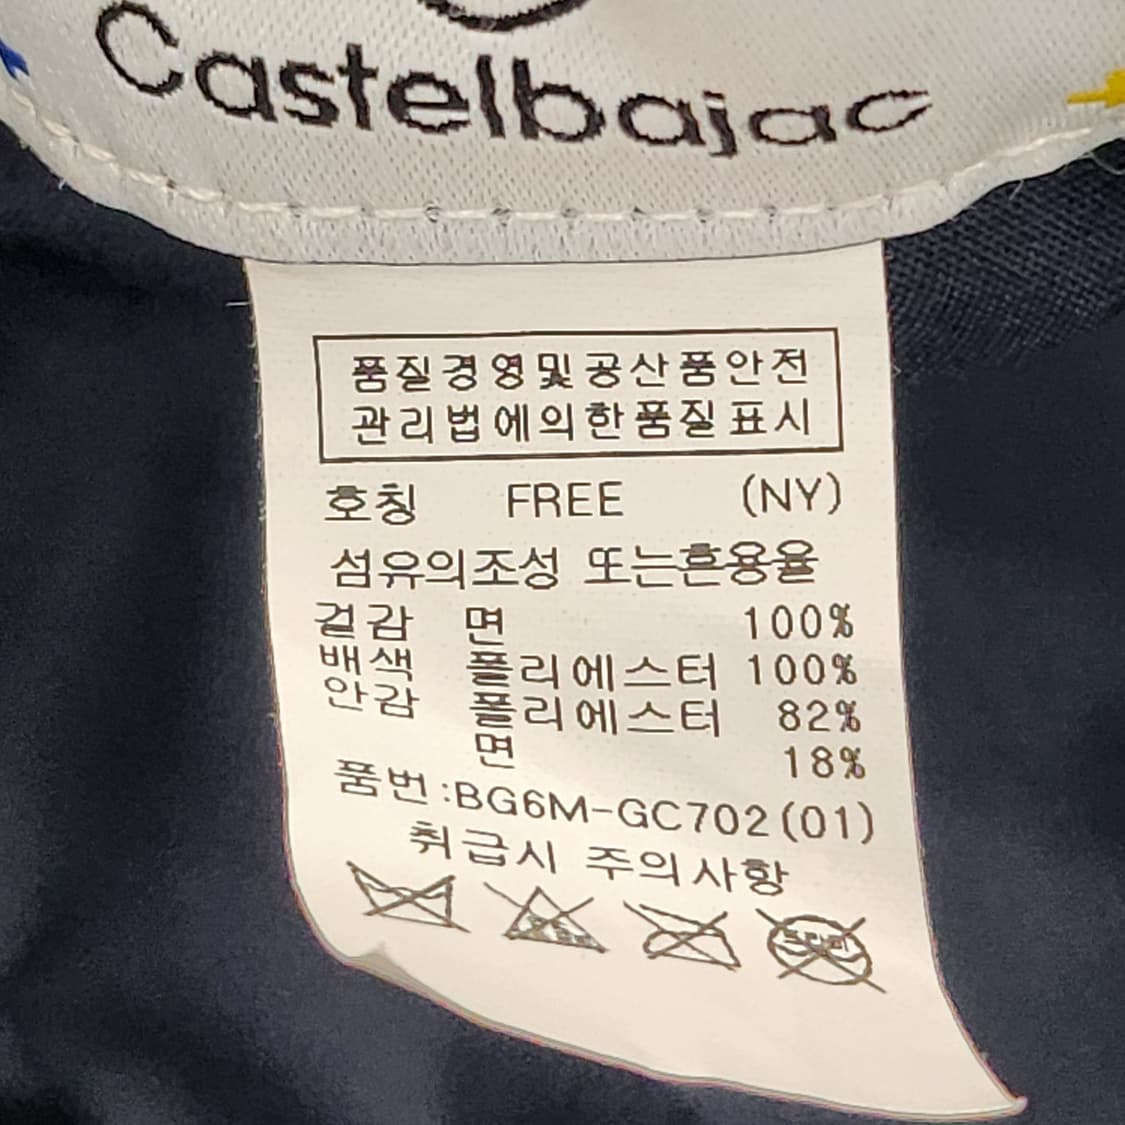 Castelbajac
품질경영및공산품안전
관리법에의한품질표시
호칭 FREE (NY)
섬유의조성 또는혼용율
겉감 면 100%
배색 폴리에스터 100%
안감 폴리에스터 82%
면 18%
품번:BG6M-GC702(01)
취급시 주의사항